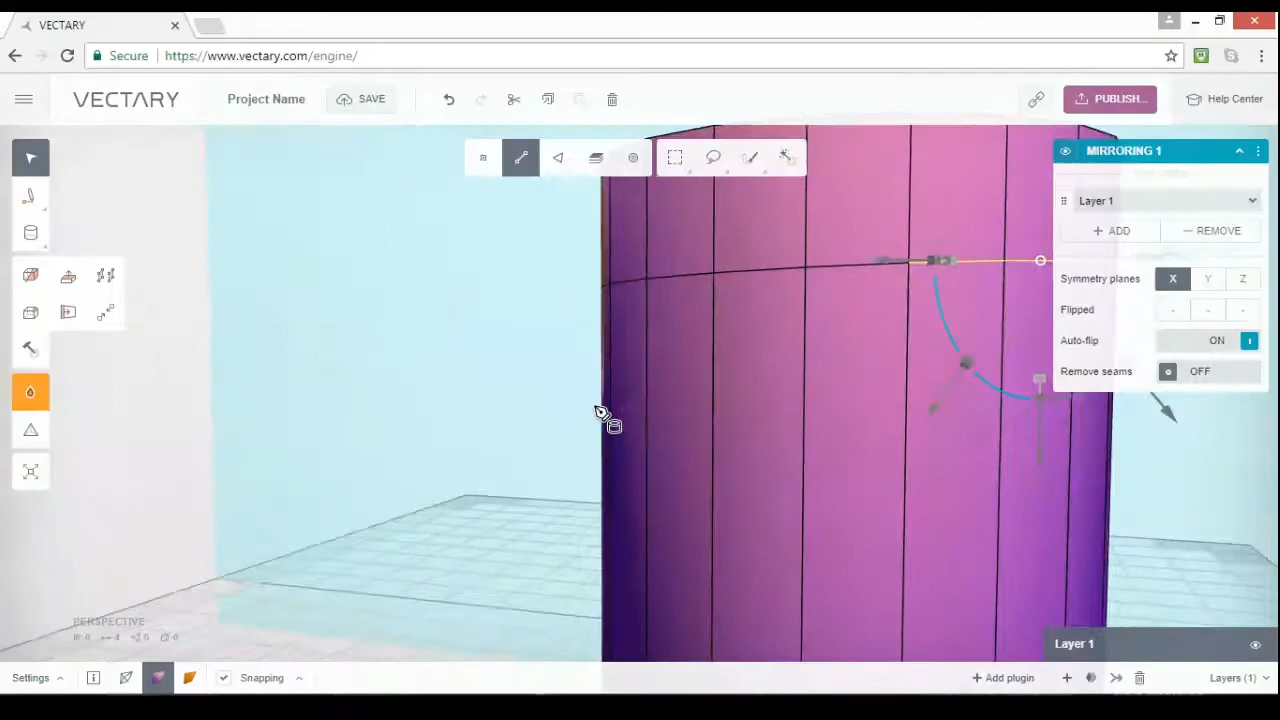 VECTARY
Secure https://www.vectary.com/engine/
VECTARY
Project Name
SAVE
PUBLISH...
Help Center
MIRRORING 1
Layer 1
ADD
REMOVE
Symmetry planes X Y Z
Flipped - - -
Auto-flip ON
Remove seams OFF
PERSPECTIVE
Layer 1
Settings
Snapping
Add plugin
Layers (1)